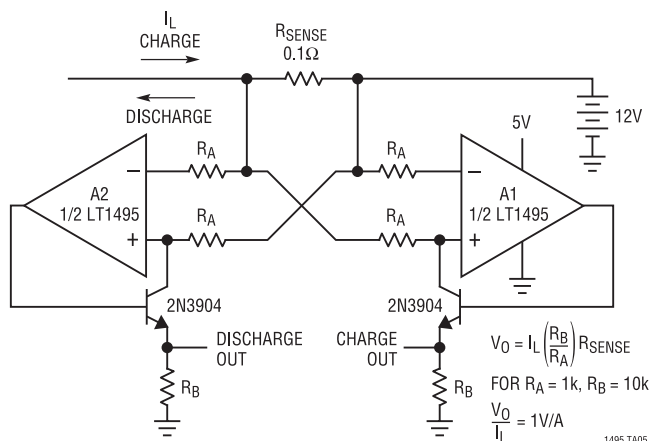 I_L
CHARGE
R_SENSE
0.1Ω
DISCHARGE
12V
5V
R_A
R_A
A2
1/2 LT1495
−
+
R_A
R_A
A1
1/2 LT1495
−
+
2N3904
2N3904
DISCHARGE
OUT
CHARGE
OUT
R_B
R_B
V_O = I_L (R_B/R_A) R_SENSE
FOR R_A = 1k, R_B = 10k
V_O/I_L = 1V/A
1495 TA05